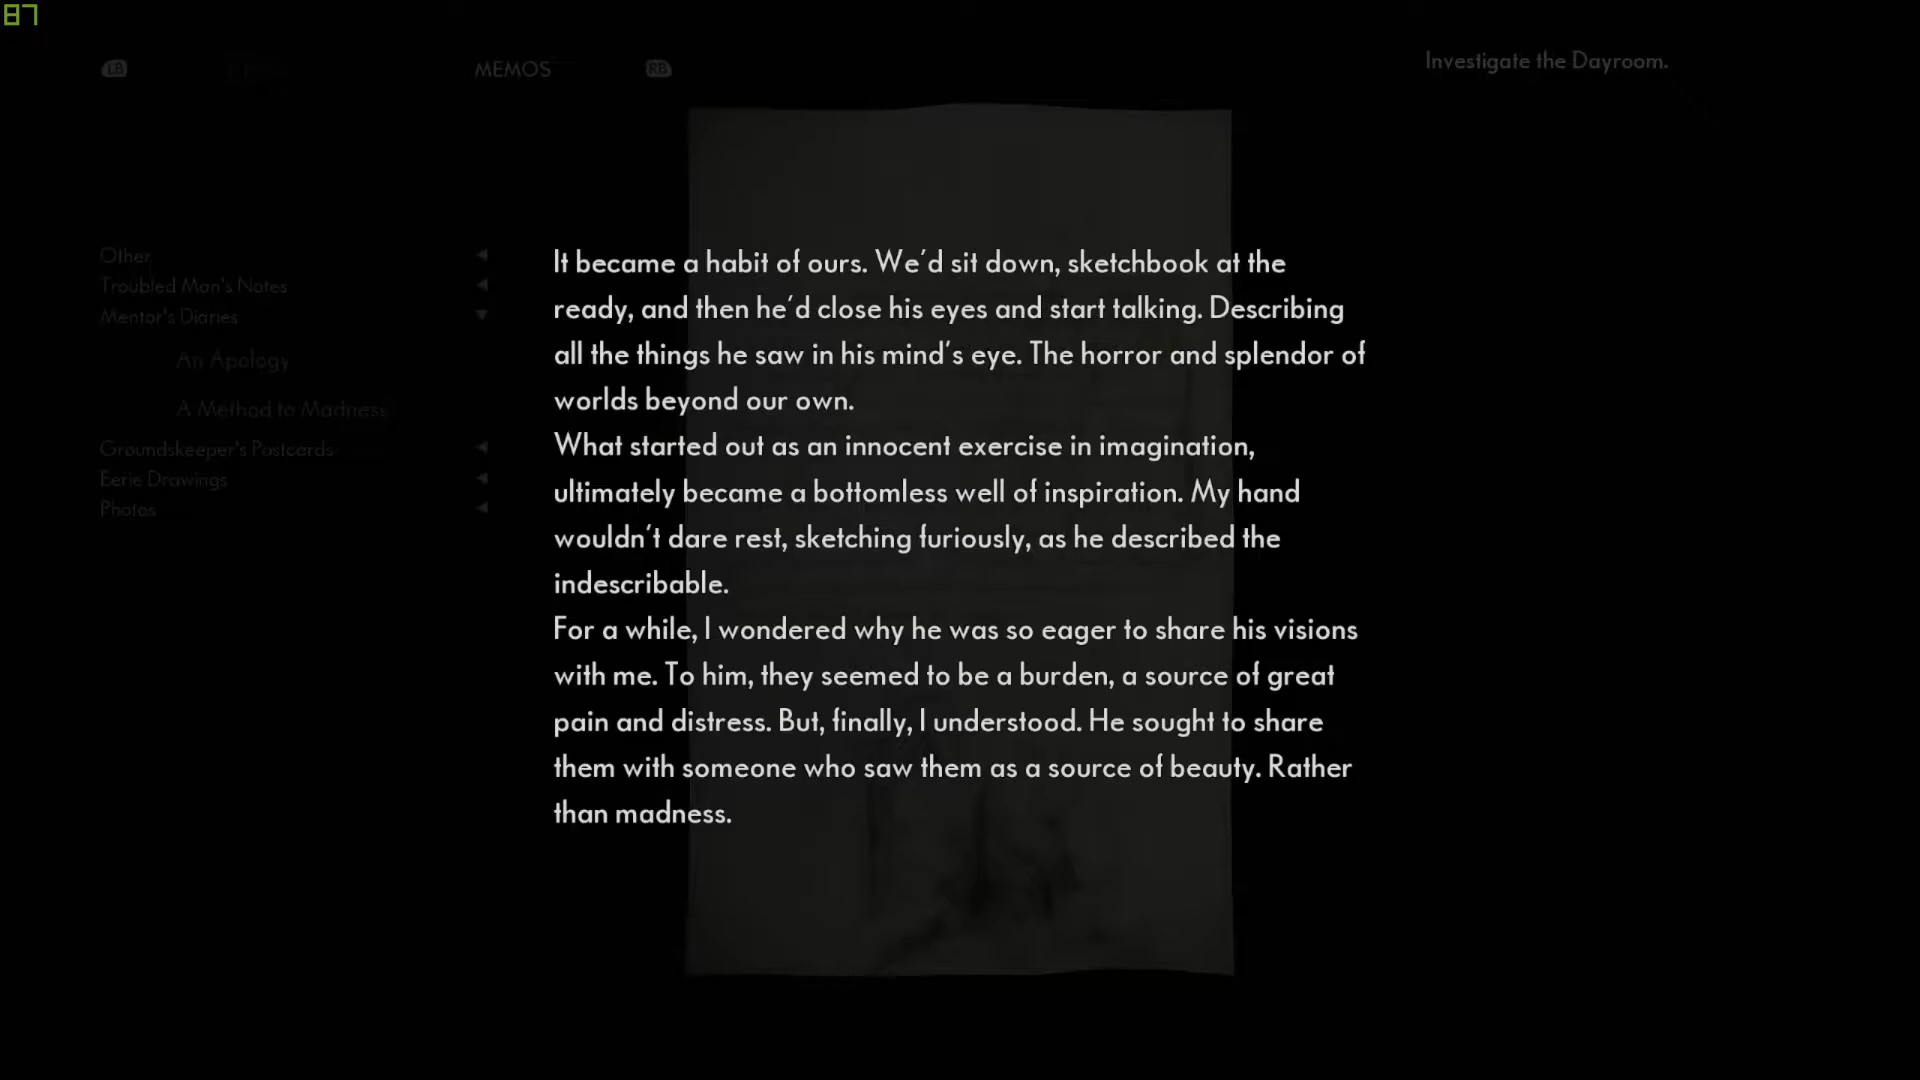 87
LB
MEMOS
RB
Investigate the Dayroom.
Other
Troubled Man's Notes
Mentor's Diaries
An Apology
A Method to Madness
Groundskeeper's Postcards
Eerie Drawings
Photos
It became a habit of ours. We'd sit down, sketchbook at the
ready, and then he'd close his eyes and start talking. Describing
all the things he saw in his mind's eye. The horror and splendor of
worlds beyond our own.
What started out as an innocent exercise in imagination,
ultimately became a bottomless well of inspiration. My hand
wouldn't dare rest, sketching furiously, as he described the
indescribable.
For a while, I wondered why he was so eager to share his visions
with me. To him, they seemed to be a burden, a source of great
pain and distress. But, finally, I understood. He sought to share
them with someone who saw them as a source of beauty. Rather
than madness.